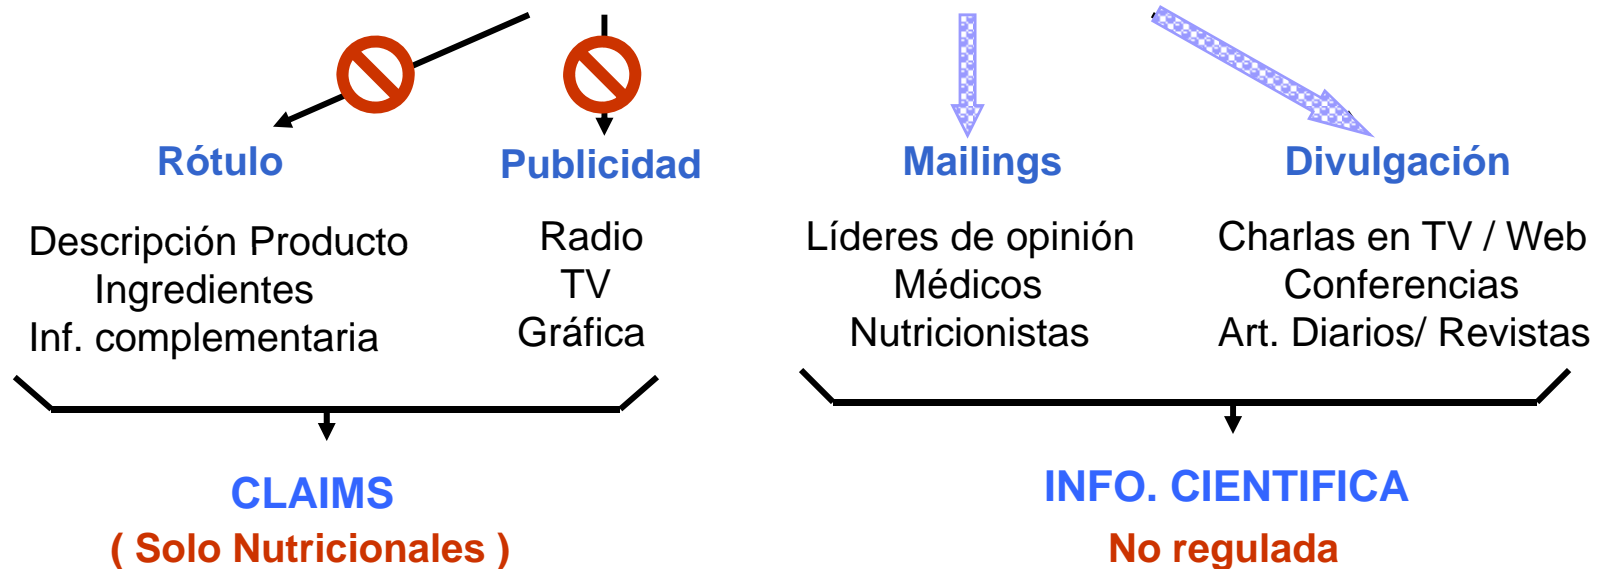 Rótulo
Descripción Producto
Ingredientes
Inf. complementaria
Publicidad
Radio
TV
Gráfica
CLAIMS
( Solo Nutricionales )
Mailings
Líderes de opinión
Médicos
Nutricionistas
Divulgación
Charlas en TV / Web
Conferencias
Art. Diarios/ Revistas
INFO. CIENTIFICA
No regulada